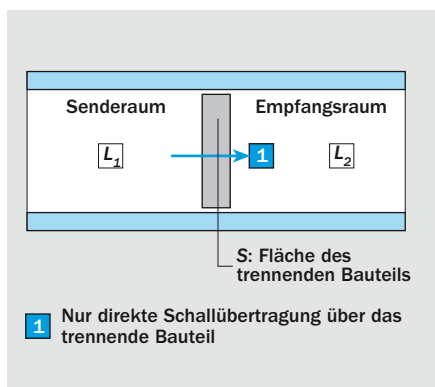 Senderaum Empfangsraum
L1 1 L2
S: Fläche des
trennenden Bauteils
1 Nur direkte Schallübertragung über das
trennende Bauteil